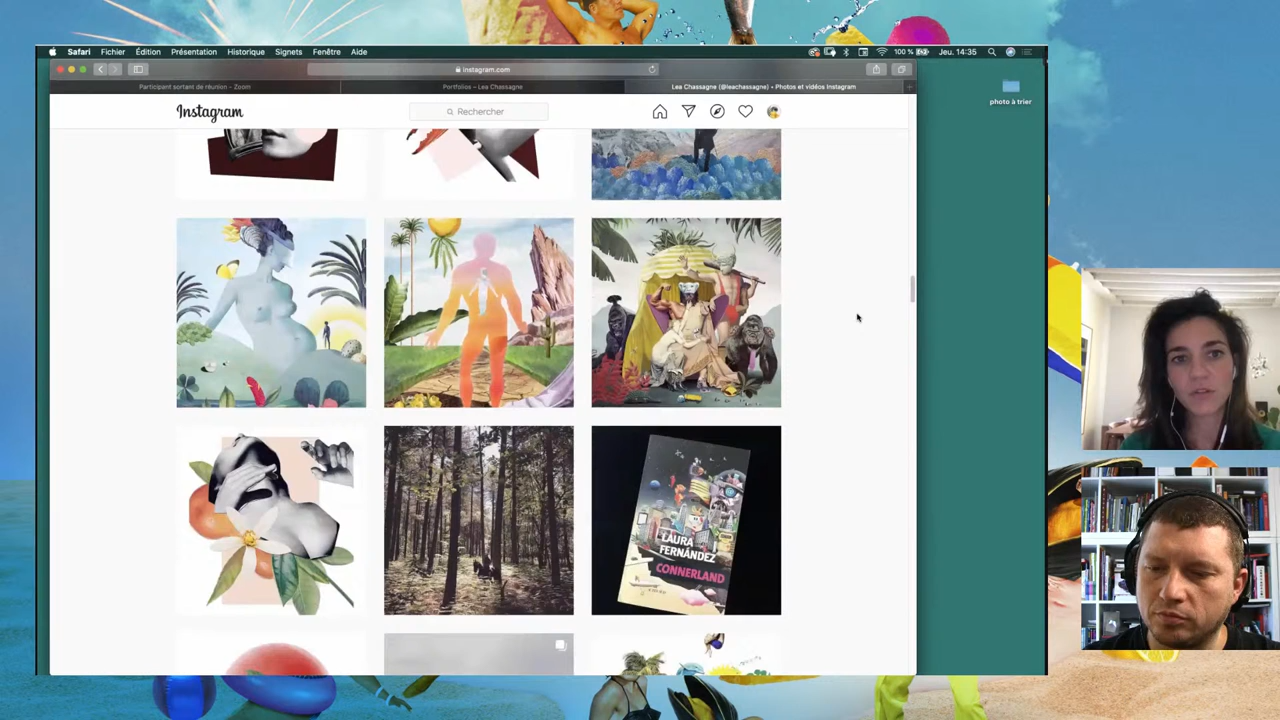 Safari Fichier Édition Présentation Historique Signets Fenêtre Aide 100 % Jeu. 14:35
instagram.com
Participant sortant de réunion – Zoom Portfolios – Lea Chassagne Lea Chassagne (@leachassagne) • Photos et vidéos Instagram
photo à trier
Instagram Rechercher
LAURA
FERNÁNDEZ
CONNERLAND